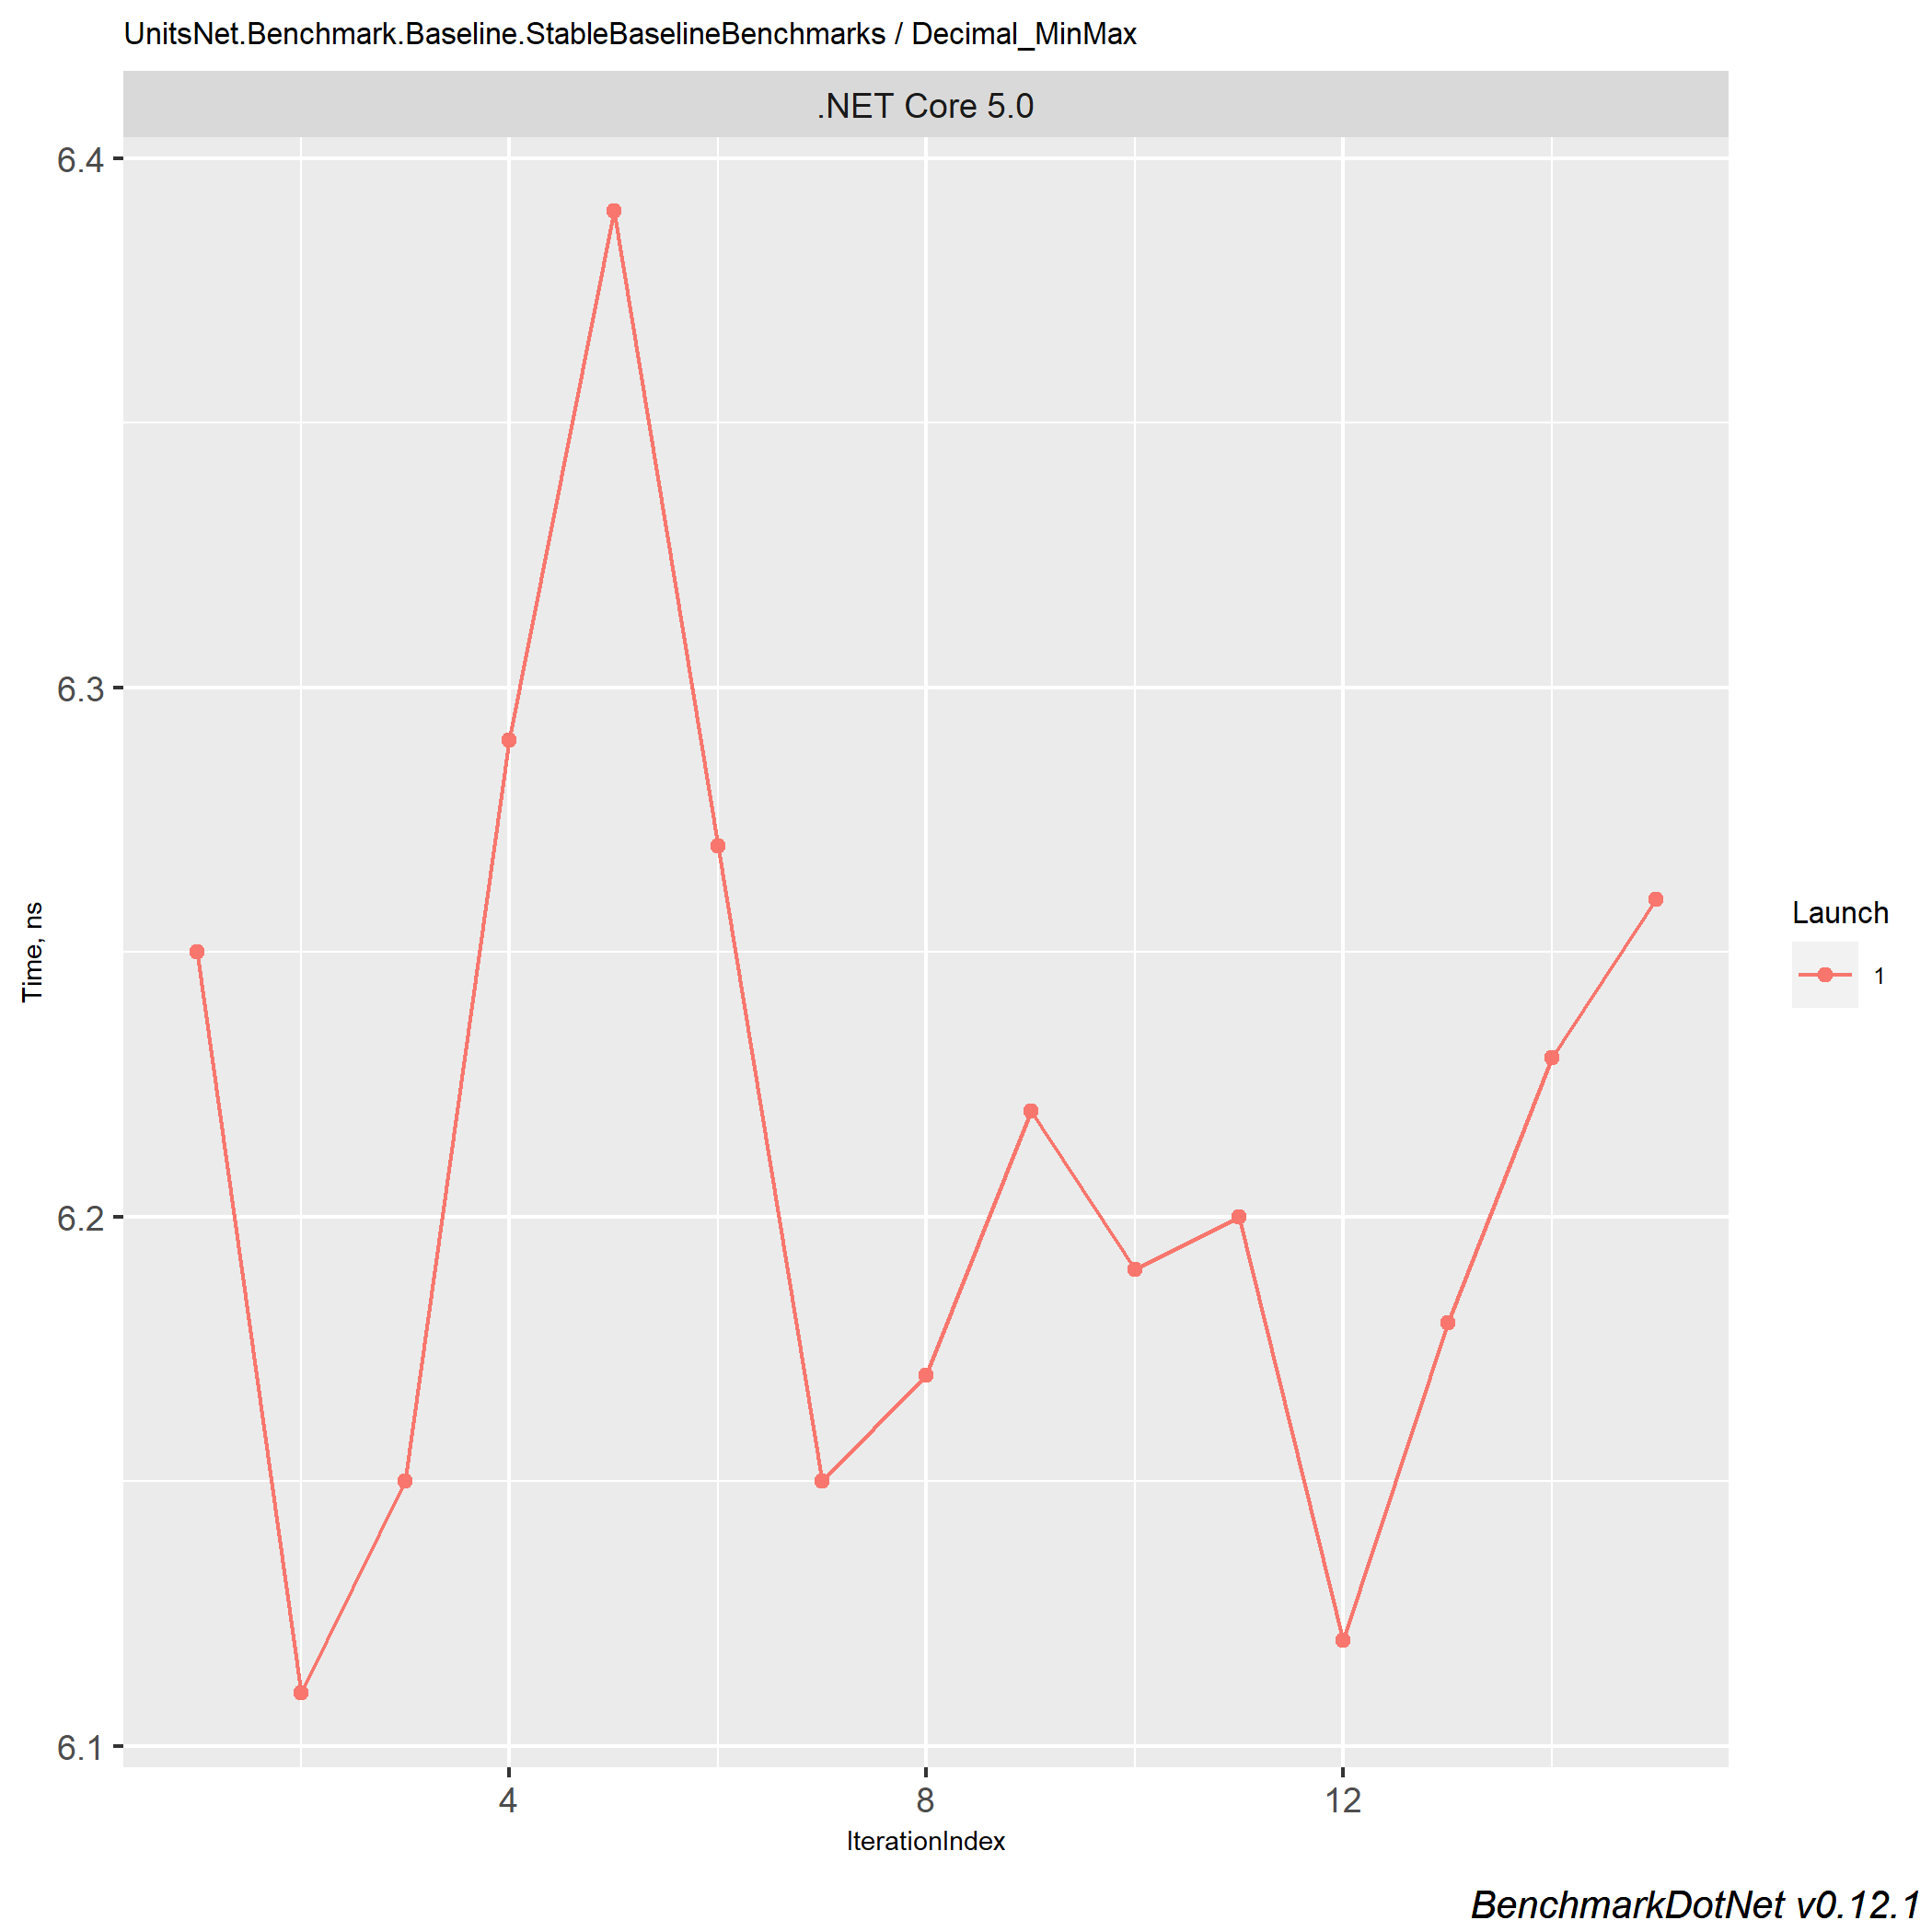 UnitsNet.Benchmark.Baseline.StableBaselineBenchmarks / Decimal_MinMax
.NET Core 5.0
6.4
6.3
6.2
6.1
Time, ns
4 8 12
IterationIndex
Launch
1
BenchmarkDotNet v0.12.1